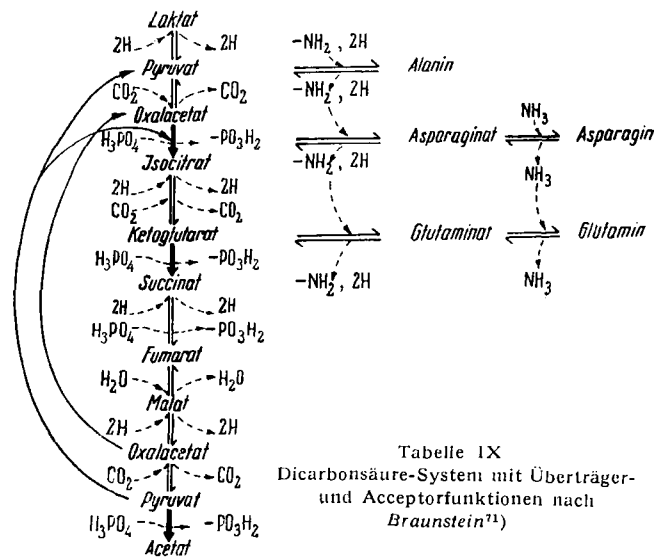 Laktat
2H 2H -NH₂, 2H
Pyruvat Alanin
CO₂ CO₂ -NH₂, 2H
Oxalacetat
H₃PO₄ -PO₃H₂ Asparaginat NH₃ Asparagin
Isocitrat -NH₂, 2H
2H 2H NH₃
CO₂ CO₂
Ketoglutarat Glutaminat Glutamin
H₃PO₄ -PO₃H₂
Succinat -NH₂, 2H NH₃
2H 2H
H₃PO₄ -PO₃H₂
Fumarat
H₂O H₂O
Malat
2H 2H
Oxalacetat
CO₂ CO₂
Pyruvat
H₃PO₄ -PO₃H₂
Acetat
Tabelle IX
Dicarbonsäure-System mit Überträger-
und Acceptorfunktionen nach
Braunstein⁷¹)